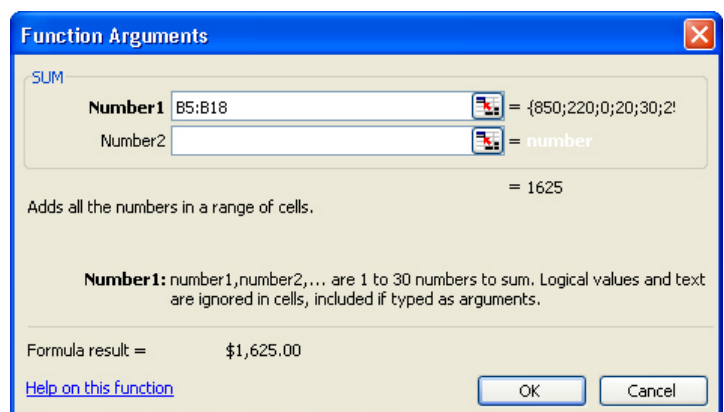 Function Arguments
SUM
Number1 B5:B18 = {850;220;0;20;30;2
Number2 = number
= 1625
Adds all the numbers in a range of cells.
Number1: number1,number2,... are 1 to 30 numbers to sum. Logical values and text
are ignored in cells, included if typed as arguments.
Formula result = $1,625.00
Help on this function OK Cancel